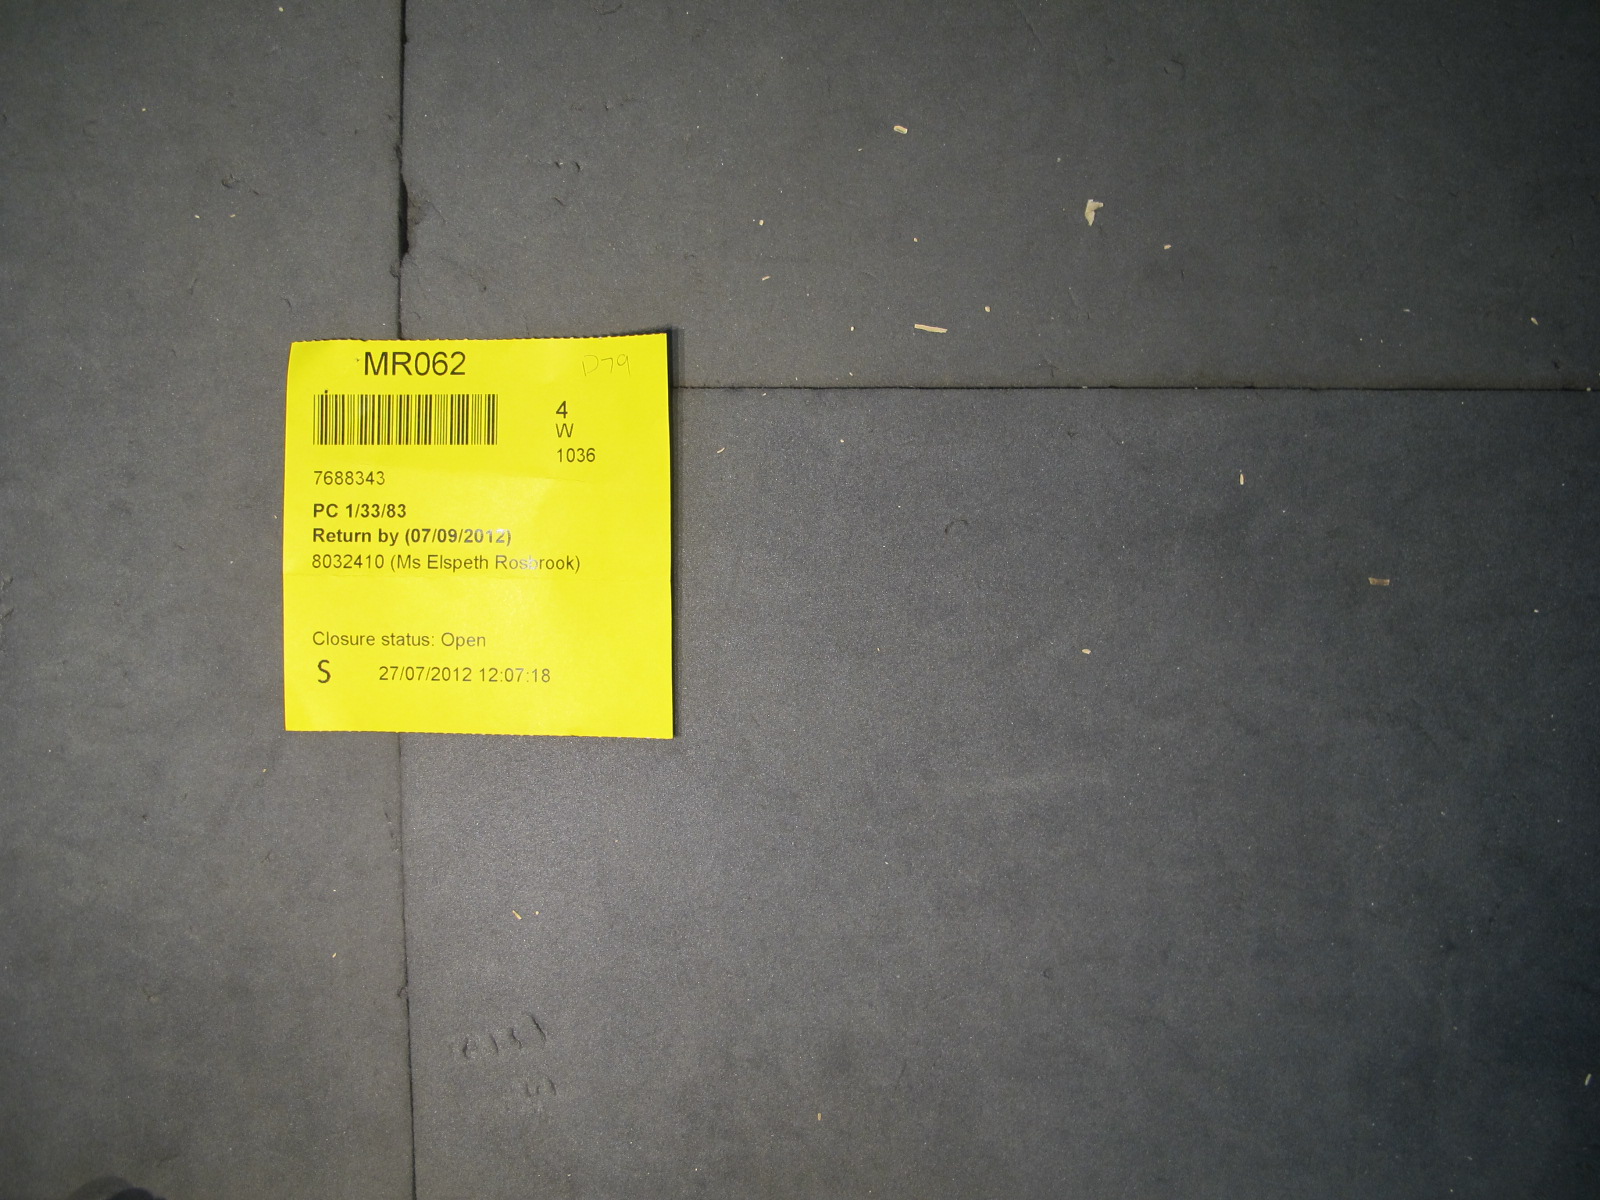 MR062 D79
4
W
1036
7688343
PC 1/33/83
Return by (07/09/2012)
8032410 (Ms Elspeth Rosbrook)
Closure status: Open
S 27/07/2012 12:07:18